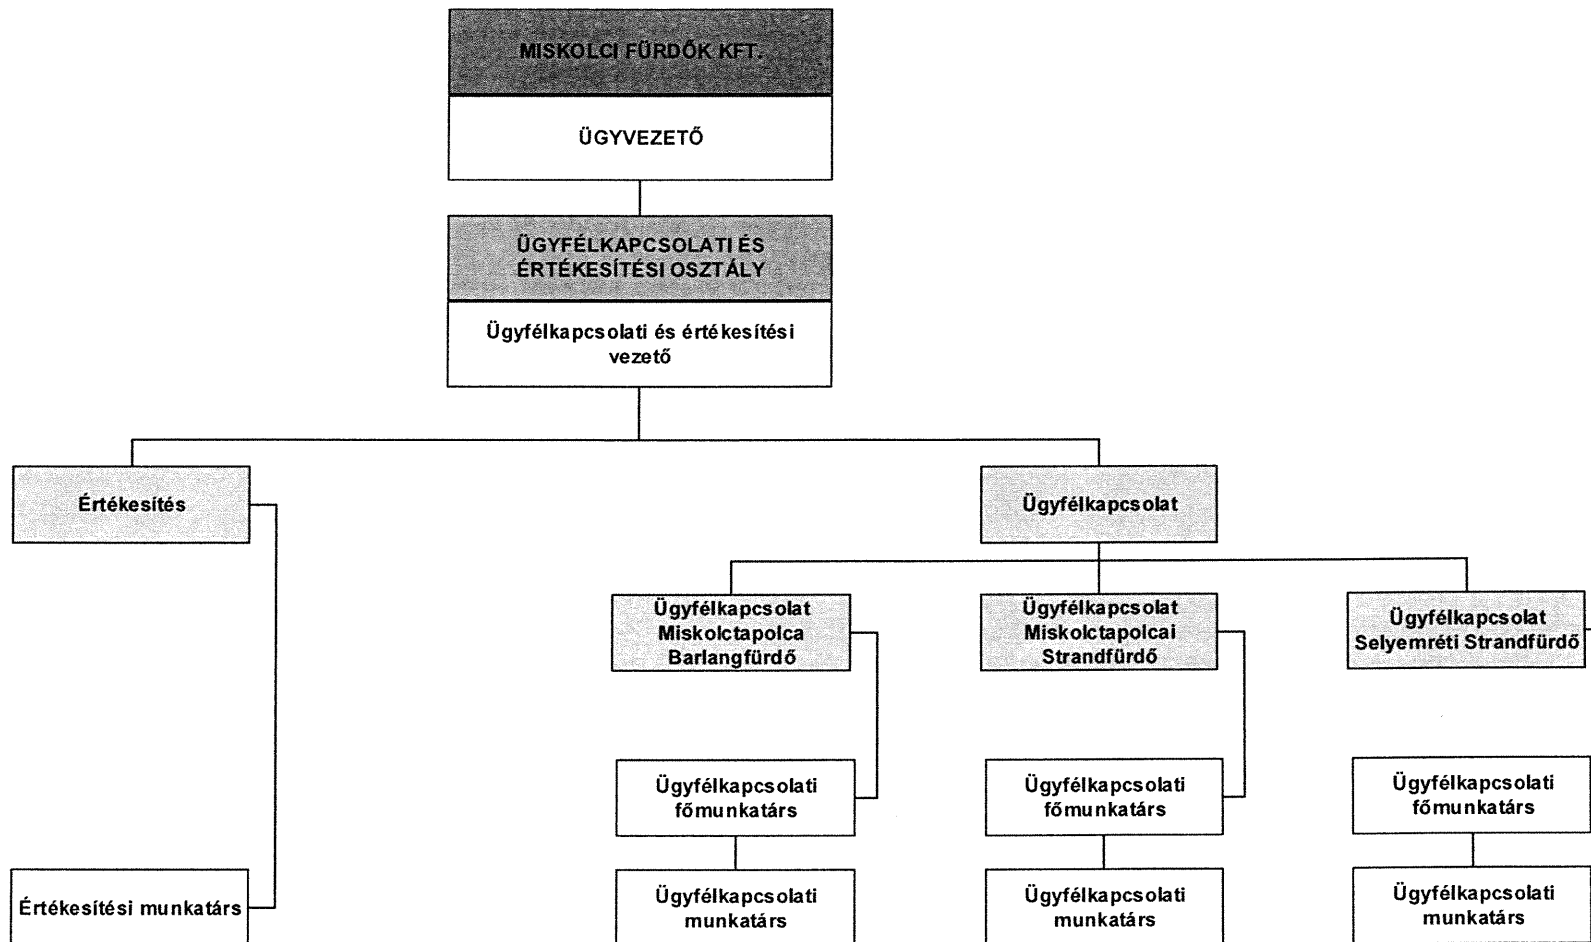 MISKOLCI FÜRDŐK KFT.
ÜGYVEZETŐ
ÜGYFÉLKAPCSOLATI ÉS
ÉRTÉKESÍTÉSI OSZTÁLY
Ügyfélkapcsolati és értékesítési
vezető
Értékesítés
Ügyfélkapcsolat
Ügyfélkapcsolat
Miskolctapolca
Barlangfürdő
Ügyfélkapcsolat
Miskolctapolcai
Strandfürdő
Ügyfélkapcsolat
Selyemréti Strandfürdő
Ügyfélkapcsolati
főmunkatárs
Ügyfélkapcsolati
főmunkatárs
Ügyfélkapcsolati
főmunkatárs
Értékesítési munkatárs
Ügyfélkapcsolati
munkatárs
Ügyfélkapcsolati
munkatárs
Ügyfélkapcsolati
munkatárs